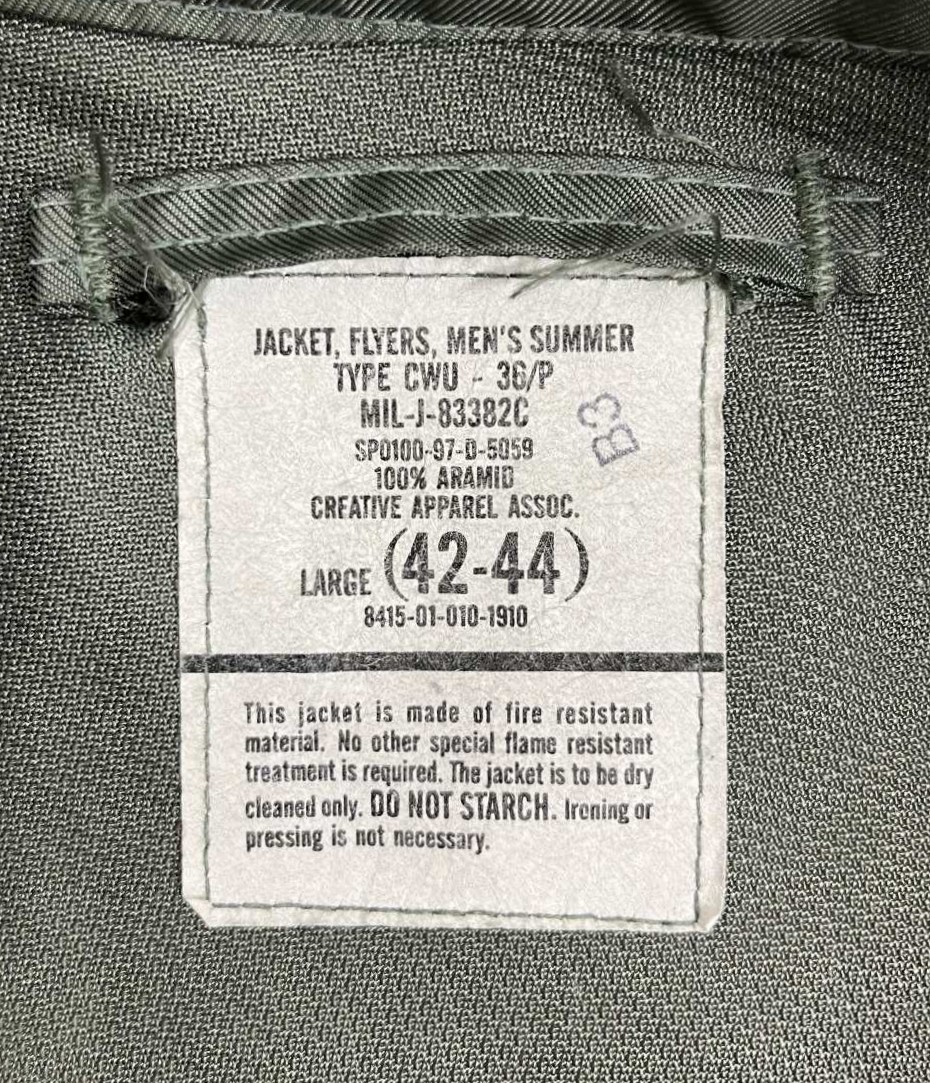 JACKET, FLYERS, MEN'S SUMMER
TYPE CWU - 36/P
MIL-J-83382C
B3
SP0100-97-D-5059
100% ARAMID
CREATIVE APPAREL ASSOC.
LARGE (42-44)
8415-01-010-1910
This jacket is made of fire resistant
material. No other special flame resistant
treatment is required. The jacket is to be dry
cleaned only. DO NOT STARCH. Ironing or
pressing is not necessary.